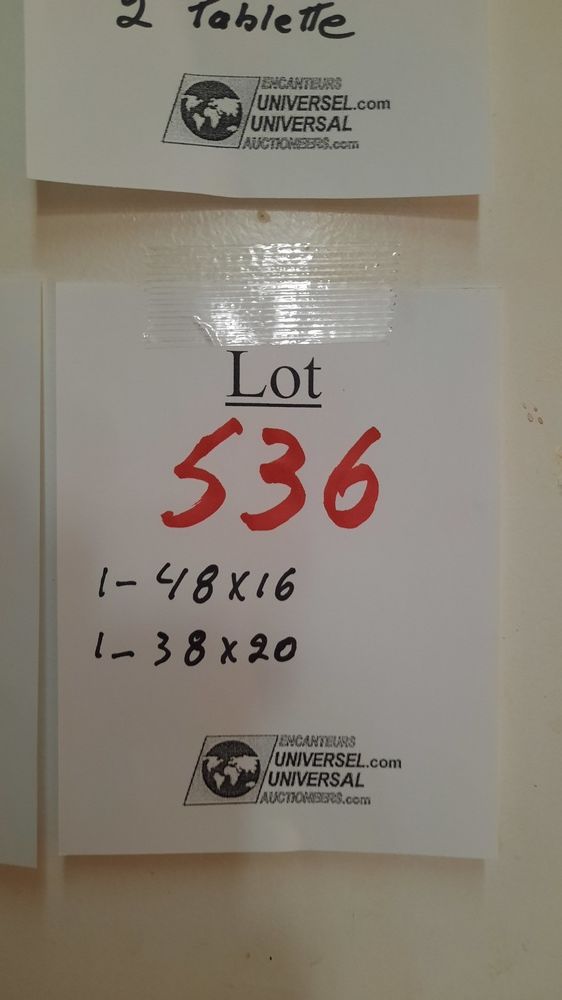 2 Tablette
ENCANTEURS
UNIVERSEL.com
UNIVERSAL
AUCTIONEERS.com
Lot
536
1- 48x16
1- 38x20
ENCANTEURS
UNIVERSEL.com
UNIVERSAL
AUCTIONEERS.com